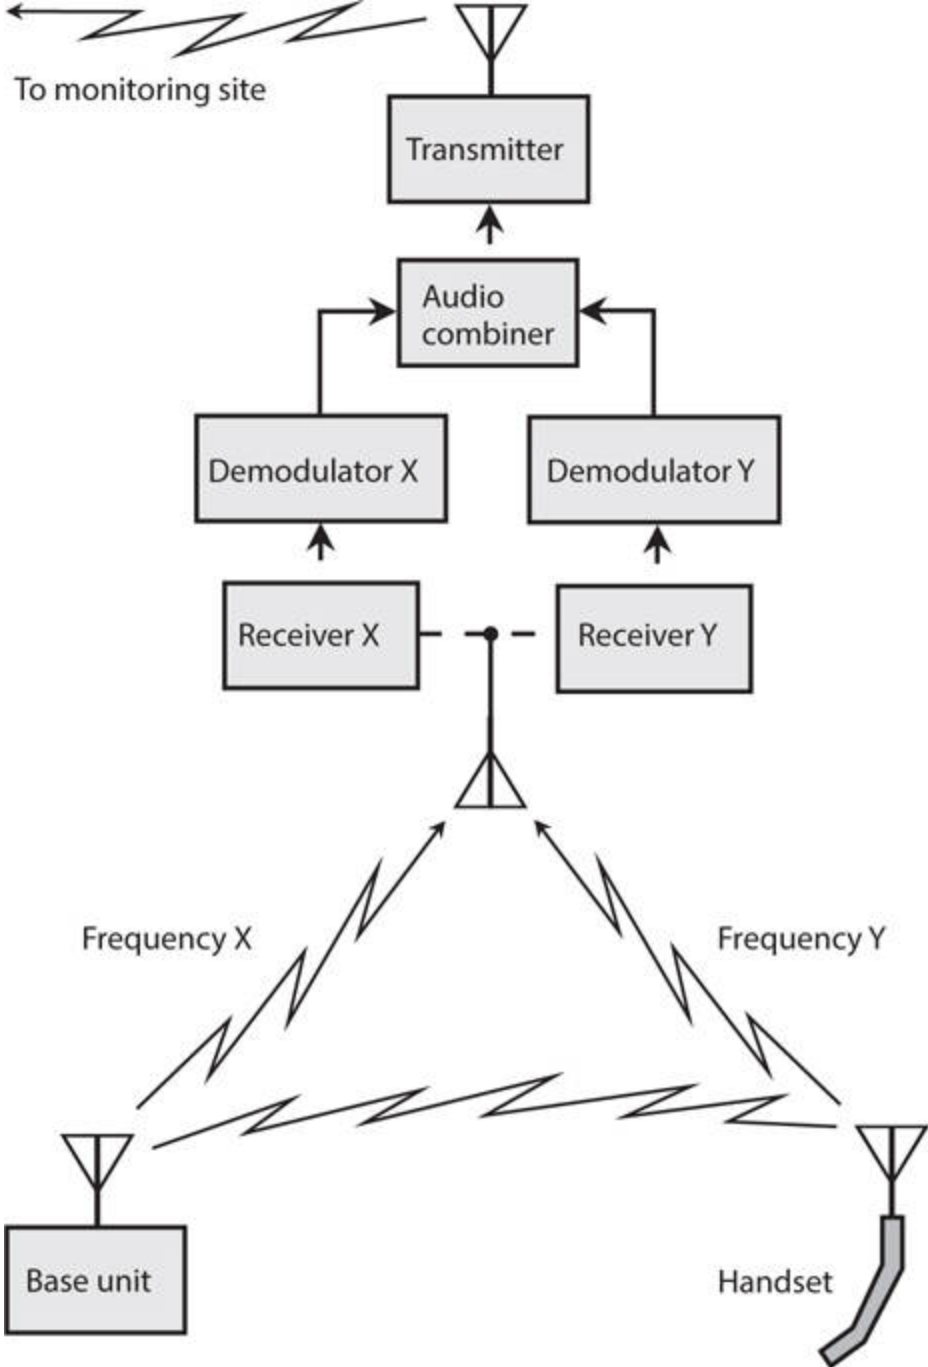 To monitoring site
Transmitter
Audio
combiner
Demodulator X
Demodulator Y
Receiver X
Receiver Y
Frequency X
Frequency Y
Base unit
Handset